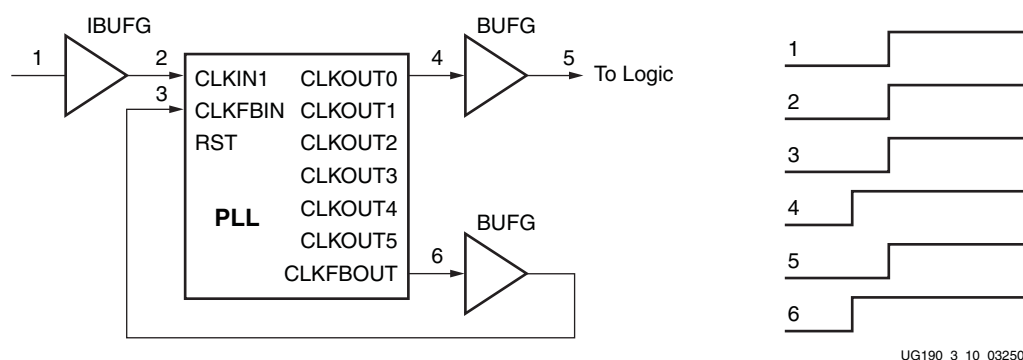 IBUFG
BUFG
1
2
4
5
To Logic
CLKIN1 CLKOUT0
3
CLKFBIN CLKOUT1
RST CLKOUT2
CLKOUT3
PLL CLKOUT4
CLKOUT5
BUFG
6
CLKFBOUT
1
2
3
4
5
6
UG190_3_10_03250